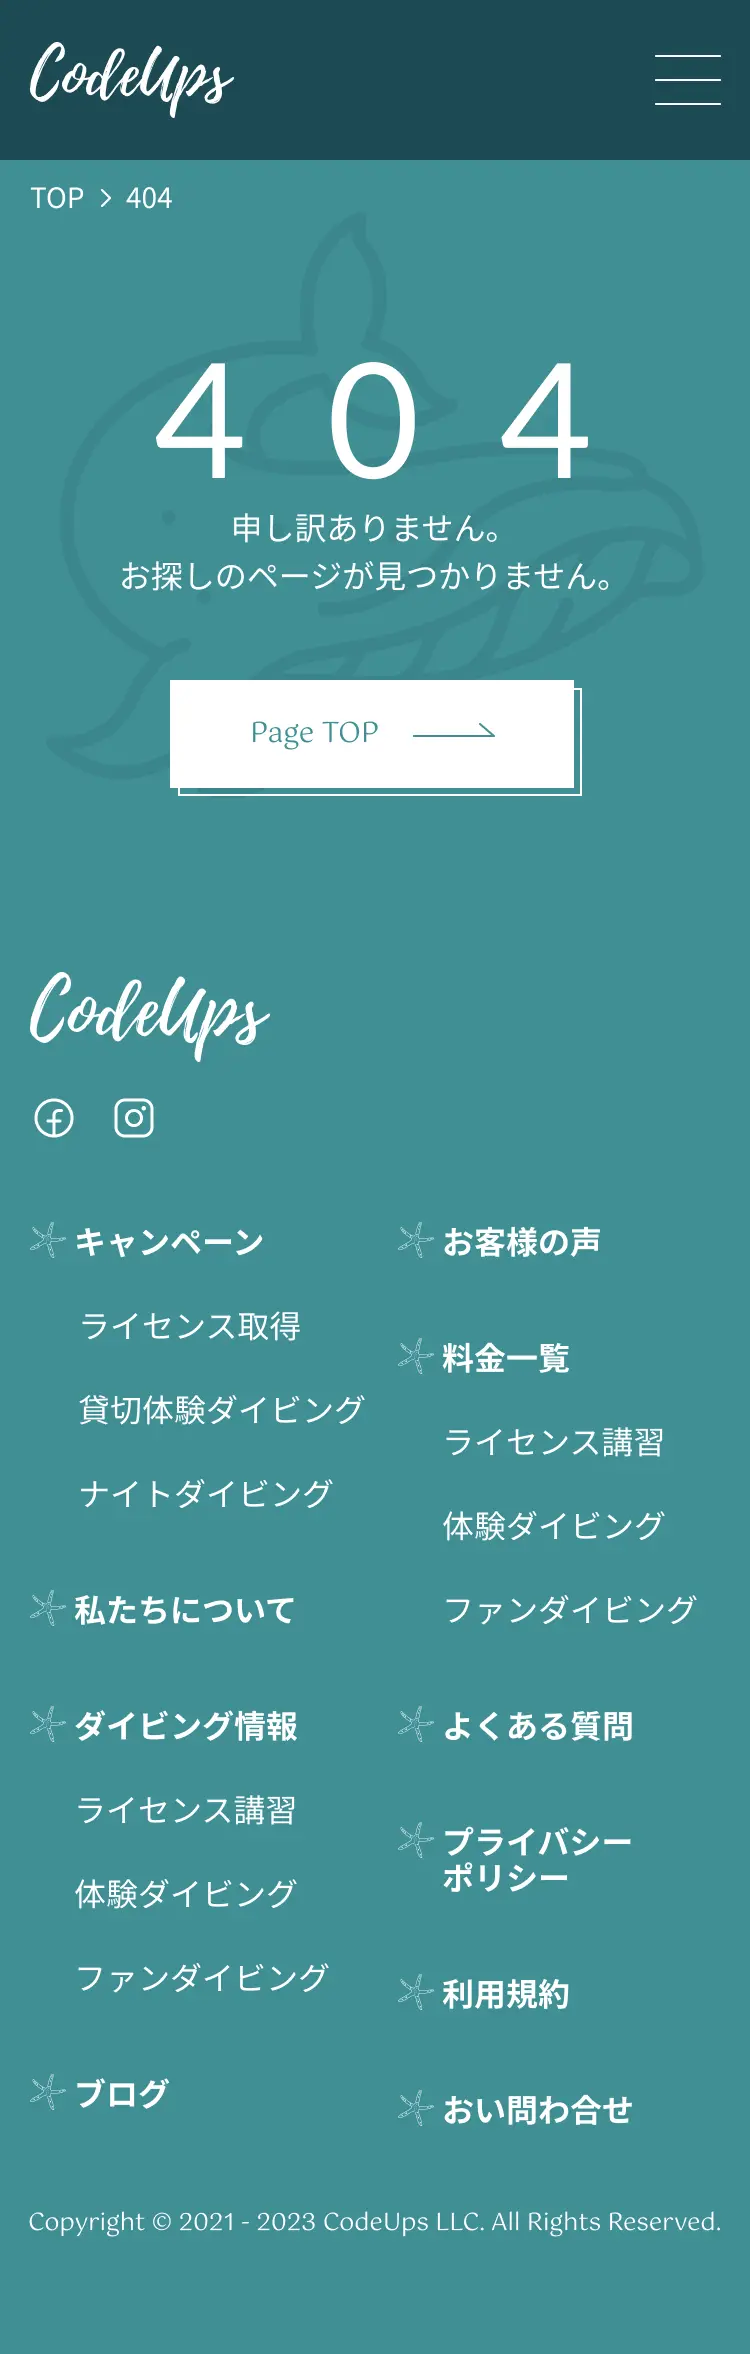 CodeUps
TOP > 404
404
申し訳ありません。
お探しのページが見つかりません。
Page TOP
CodeUps
キャンペーン
ライセンス取得
貸切体験ダイビング
ナイトダイビング
私たちについて
ダイビング情報
ライセンス講習
体験ダイビング
ファンダイビング
ブログ
お客様の声
料金一覧
ライセンス講習
体験ダイビング
ファンダイビング
よくある質問
プライバシー
ポリシー
利用規約
おい問わ合せ
Copyright © 2021 - 2023 CodeUps LLC. All Rights Reserved.